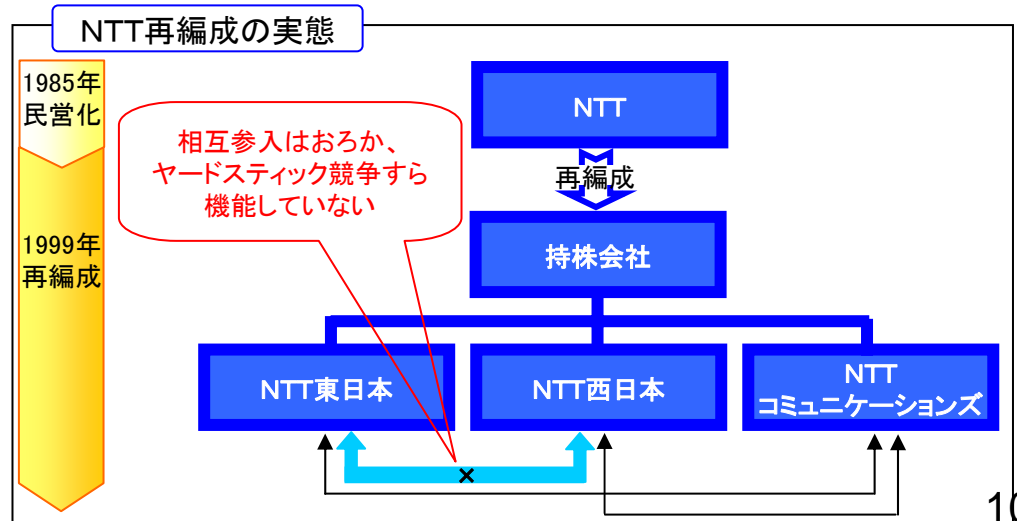 NTT再編成の実態
1985年
民営化
1999年
再編成
相互参入はおろか、
ヤードスティック競争すら
機能していない
NTT
再編成
持株会社
NTT東日本
NTT西日本
NTT
コミュニケーションズ
×